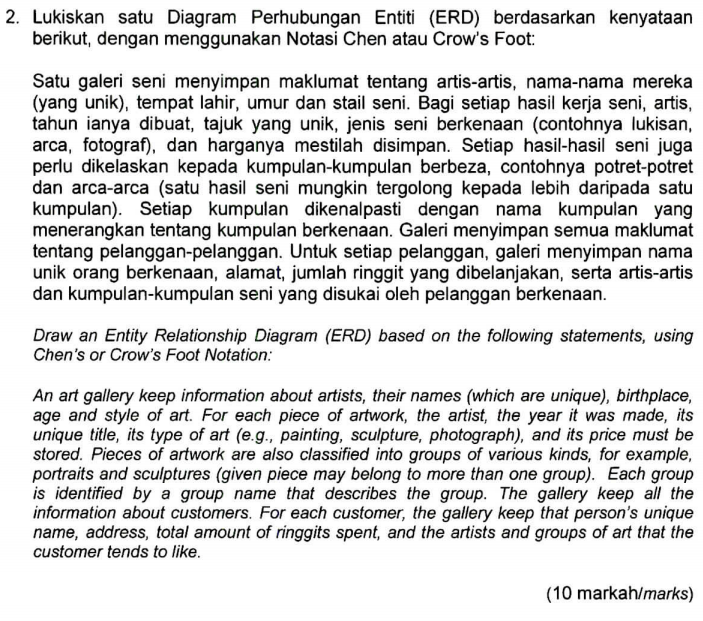 2. Lukiskan satu Diagram Perhubungan Entiti (ERD) berdasarkan kenyataan
berikut, dengan menggunakan Notasi Chen atau Crow's Foot:
Satu galeri seni menyimpan maklumat tentang artis-artis, nama-nama mereka
(yang unik), tempat lahir, umur dan stail seni. Bagi setiap hasil kerja seni, artis,
tahun ianya dibuat, tajuk yang unik, jenis seni berkenaan (contohnya lukisan,
arca, fotograf), dan harganya mestilah disimpan. Setiap hasil-hasil seni juga
perlu dikelaskan kepada kumpulan-kumpulan berbeza, contohnya potret-potret
dan arca-arca (satu hasil seni mungkin tergolong kepada lebih daripada satu
kumpulan). Setiap kumpulan dikenalpasti dengan nama kumpulan yang
menerangkan tentang kumpulan berkenaan. Galeri menyimpan semua maklumat
tentang pelanggan-pelanggan. Untuk setiap pelanggan, galeri menyimpan nama
unik orang berkenaan, alamat, jumlah ringgit yang dibelanjakan, serta artis-artis
dan kumpulan-kumpulan seni yang disukai oleh pelanggan berkenaan.
Draw an Entity Relationship Diagram (ERD) based on the following statements, using
Chen's or Crow's Foot Notation:
An art gallery keep information about artists, their names (which are unique), birthplace,
age and style of art. For each piece of artwork, the artist, the year it was made, its
unique title, its type of art (e.g., painting, sculpture, photograph), and its price must be
stored. Pieces of artwork are also classified into groups of various kinds, for example,
portraits and sculptures (given piece may belong to more than one group). Each group
is identified by a group name that describes the group. The gallery keep all the
information about customers. For each customer, the gallery keep that person's unique
name, address, total amount of ringgits spent, and the artists and groups of art that the
customer tends to like.
(10 markah/marks)